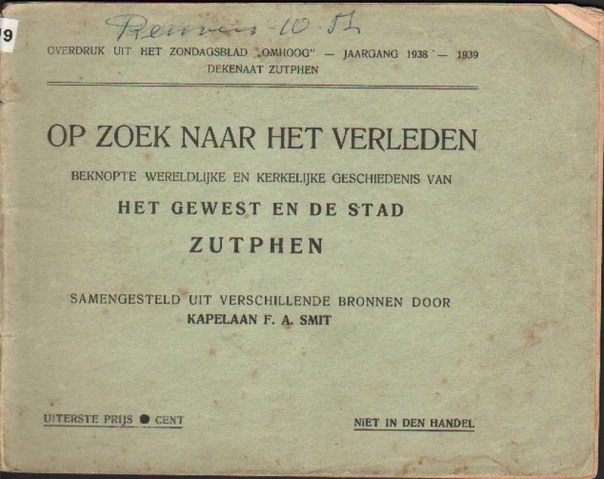 9
OVERDRUK UIT HET ZONDAGSBLAD „OMHOOG" — JAARGANG 1938 — 1939
DEKENAAT ZUTPHEN
OP ZOEK NAAR HET VERLEDEN
BEKNOPTE WERELDLIJKE EN KERKELIJKE GESCHIEDENIS VAN
HET GEWEST EN DE STAD
ZUTPHEN
SAMENGESTELD UIT VERSCHILLENDE BRONNEN DOOR
KAPELAAN F. A. SMIT
UITERSTE PRIJS ● CENT
NIET IN DEN HANDEL